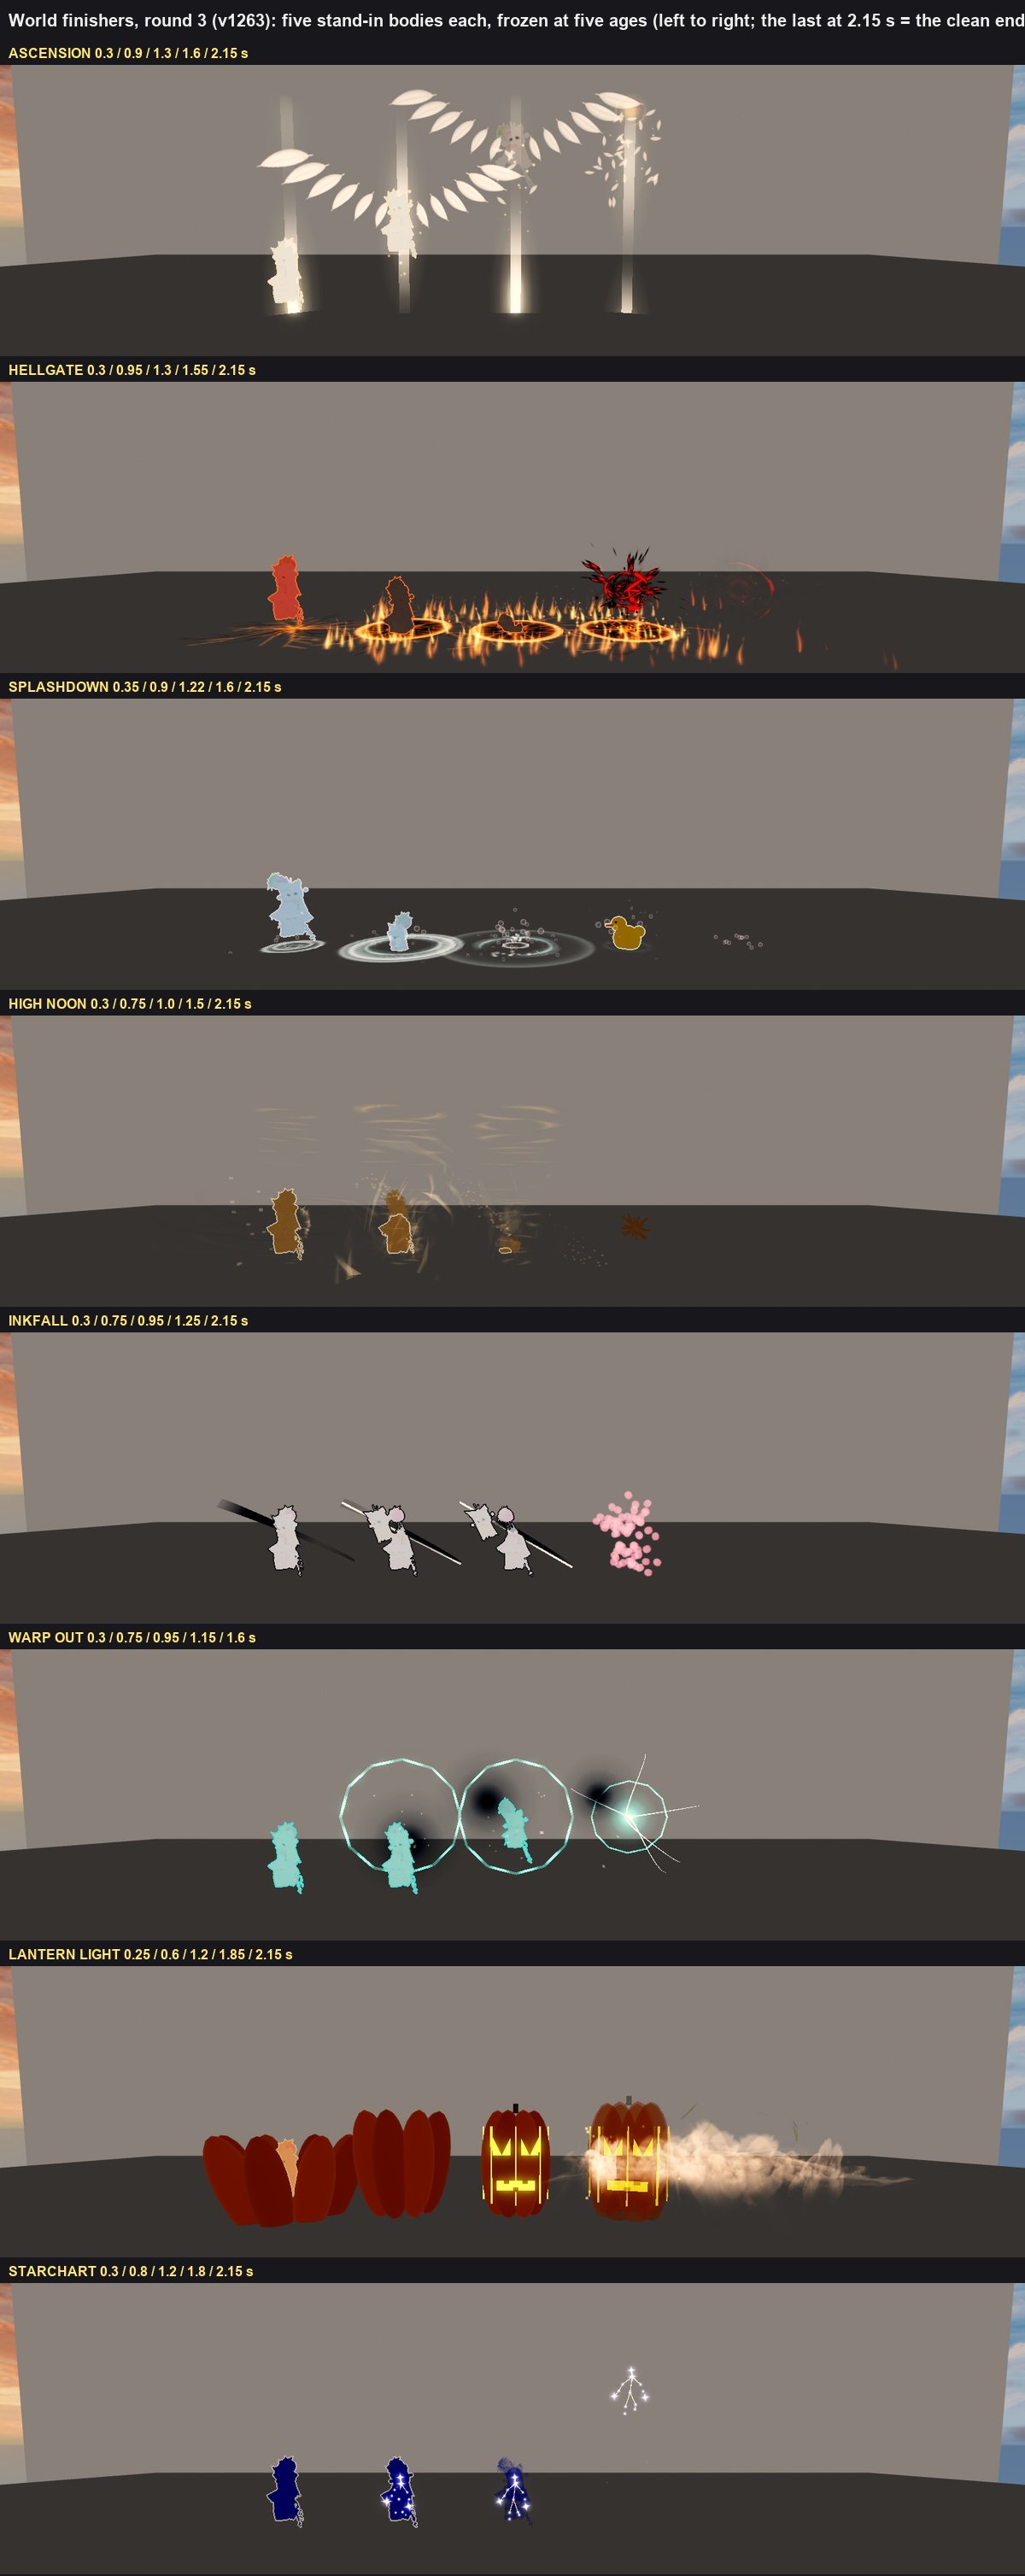 World finishers, round 3 (v1263): five stand-in bodies each, frozen at five ages (left to right; the last at 2.15 s = the clean end
ASCENSION 0.3 / 0.9 / 1.3 / 1.6 / 2.15 s
HELLGATE 0.3 / 0.95 / 1.3 / 1.55 / 2.15 s
SPLASHDOWN 0.35 / 0.9 / 1.22 / 1.6 / 2.15 s
HIGH NOON 0.3 / 0.75 / 1.0 / 1.5 / 2.15 s
INKFALL 0.3 / 0.75 / 0.95 / 1.25 / 2.15 s
WARP OUT 0.3 / 0.75 / 0.95 / 1.15 / 1.6 s
LANTERN LIGHT 0.25 / 0.6 / 1.2 / 1.85 / 2.15 s
STARCHART 0.3 / 0.8 / 1.2 / 1.8 / 2.15 s